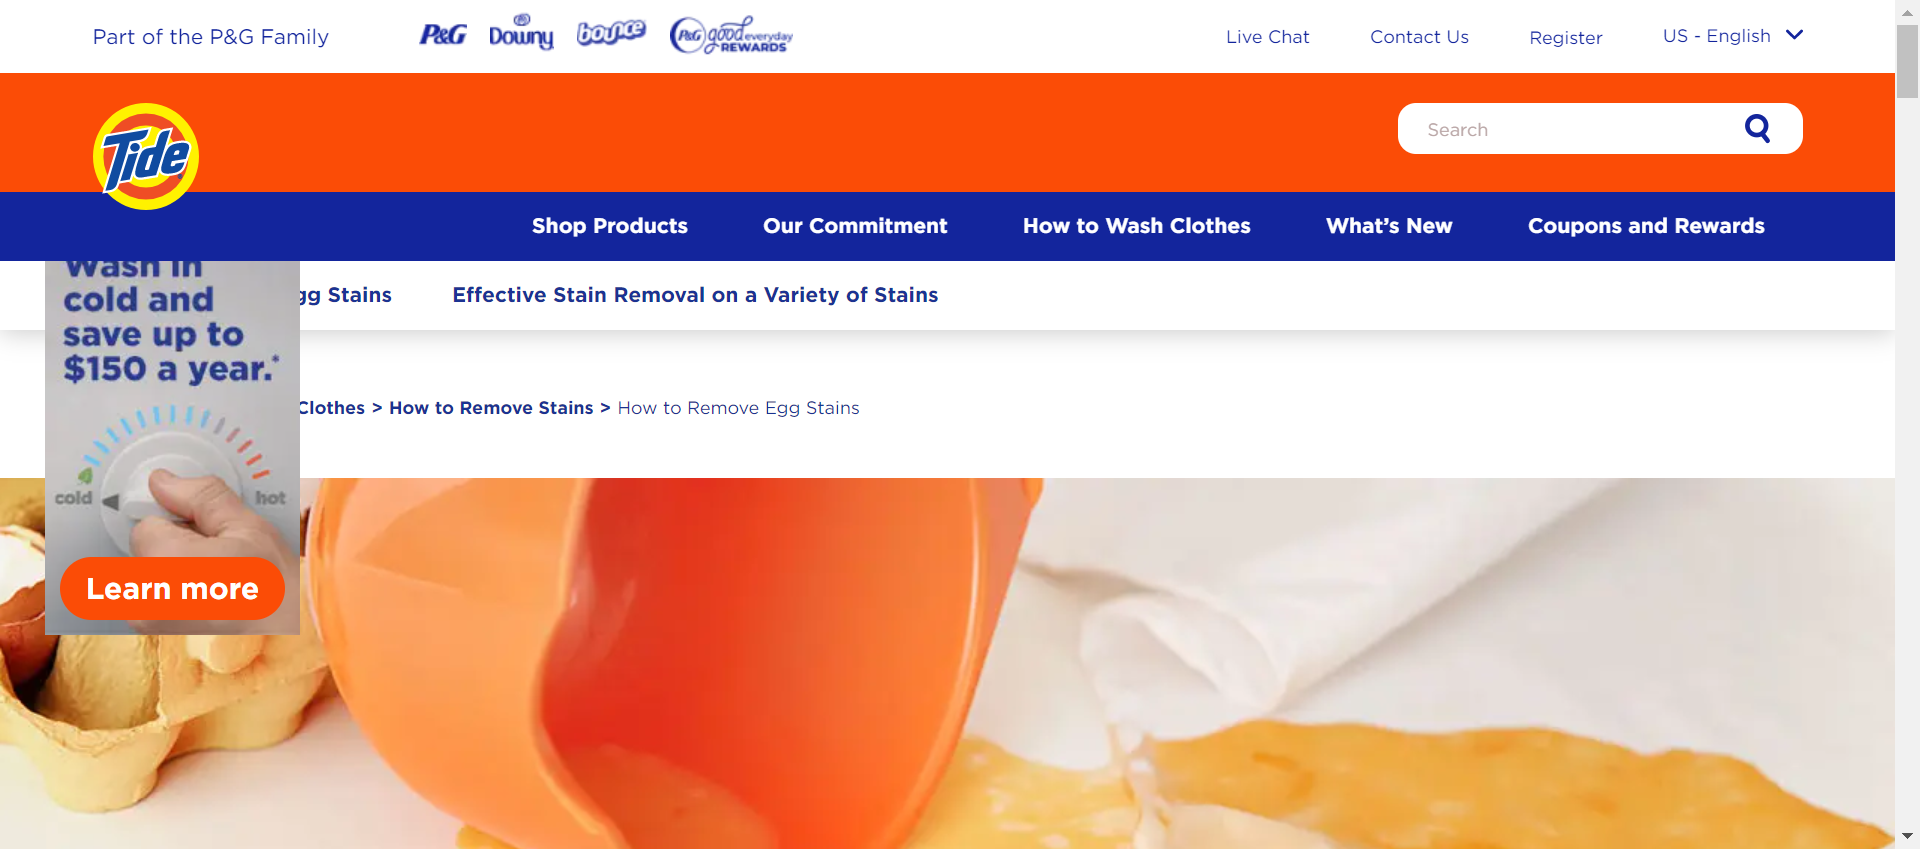 Part of the P&G Family
P&G
Downy
bounce
P&G good everyday REWARDS
Live Chat
Contact Us
Register
US - English
Tide
Search
Shop Products
Our Commitment
How to Wash Clothes
What's New
Coupons and Rewards
gg Stains
Effective Stain Removal on a Variety of Stains
Wash in
cold and
save up to
$150 a year.*
Clothes > How to Remove Stains > How to Remove Egg Stains
cold
hot
Learn more